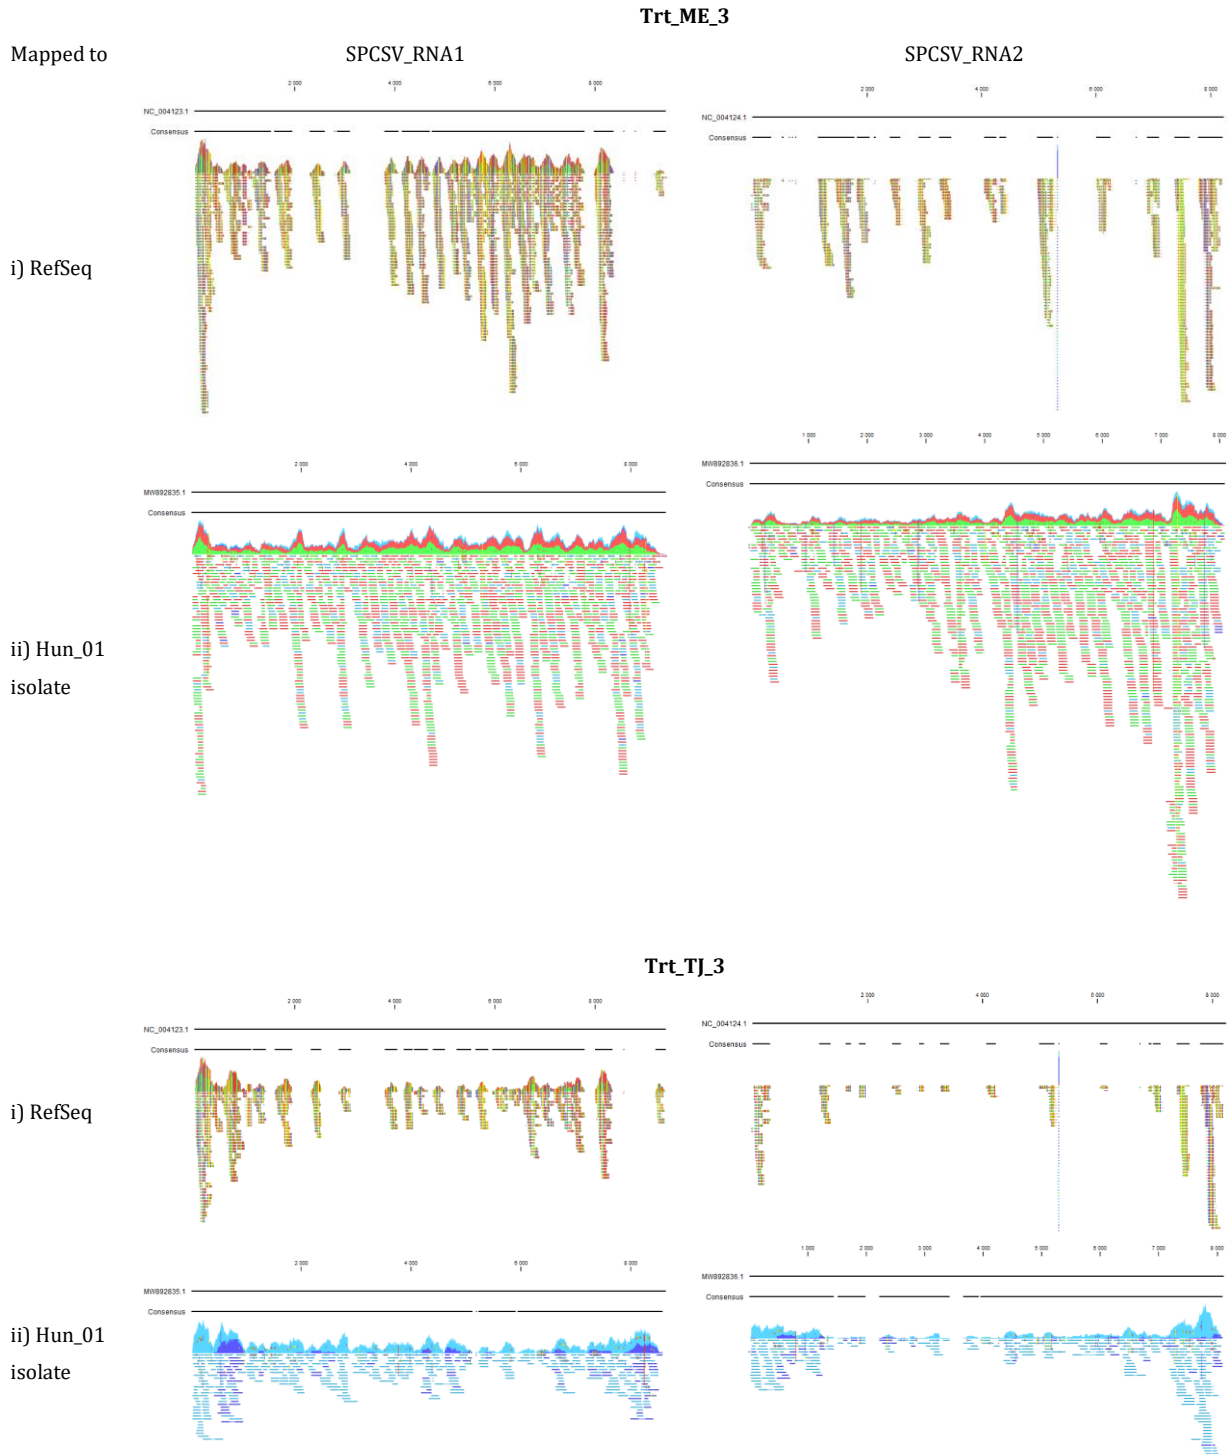 Trt_ME_3
Mapped to SPCSV_RNA1 SPCSV_RNA2
2 000 4 000 6 000 8 000
2 000 4 000 6 000 8 000
NC_004123.1
NC_004124.1
Consensus
Consensus
i) RefSeq
2 000 4 000 6 000 8 000
1 000 2 000 3 000 4 000 5 000 6 000 7 000 8 000
MW892835.1
MW892836.1
Consensus
Consensus
ii) Hun_01
isolate
Trt_TJ_3
2 000 4 000 6 000 8 000
2 000 4 000 6 000 8 000
NC_004123.1
NC_004124.1
Consensus
Consensus
i) RefSeq
2 000 4 000 6 000 8 000
1 000 2 000 3 000 4 000 5 000 6 000 7 000 8 000
MW892835.1
MW892836.1
Consensus
Consensus
ii) Hun_01
isolate